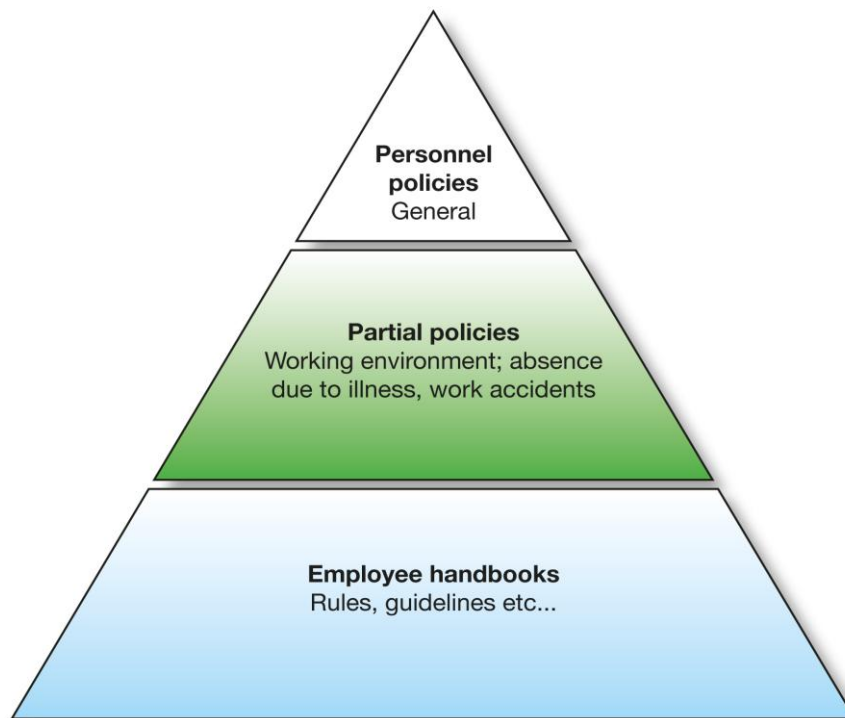 Personnel
policies
General
Partial policies
Working environment; absence
due to illness, work accidents
Employee handbooks
Rules, guidelines etc...